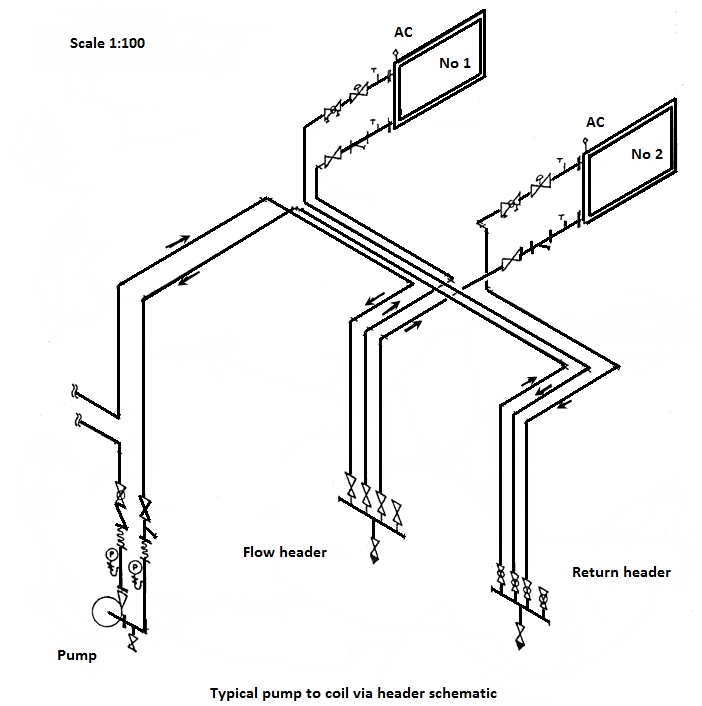 Scale 1:100
AC
No 1
AC
No 2
T
T
T
T
P
P
Flow header
Return header
Pump
Typical pump to coil via header schematic